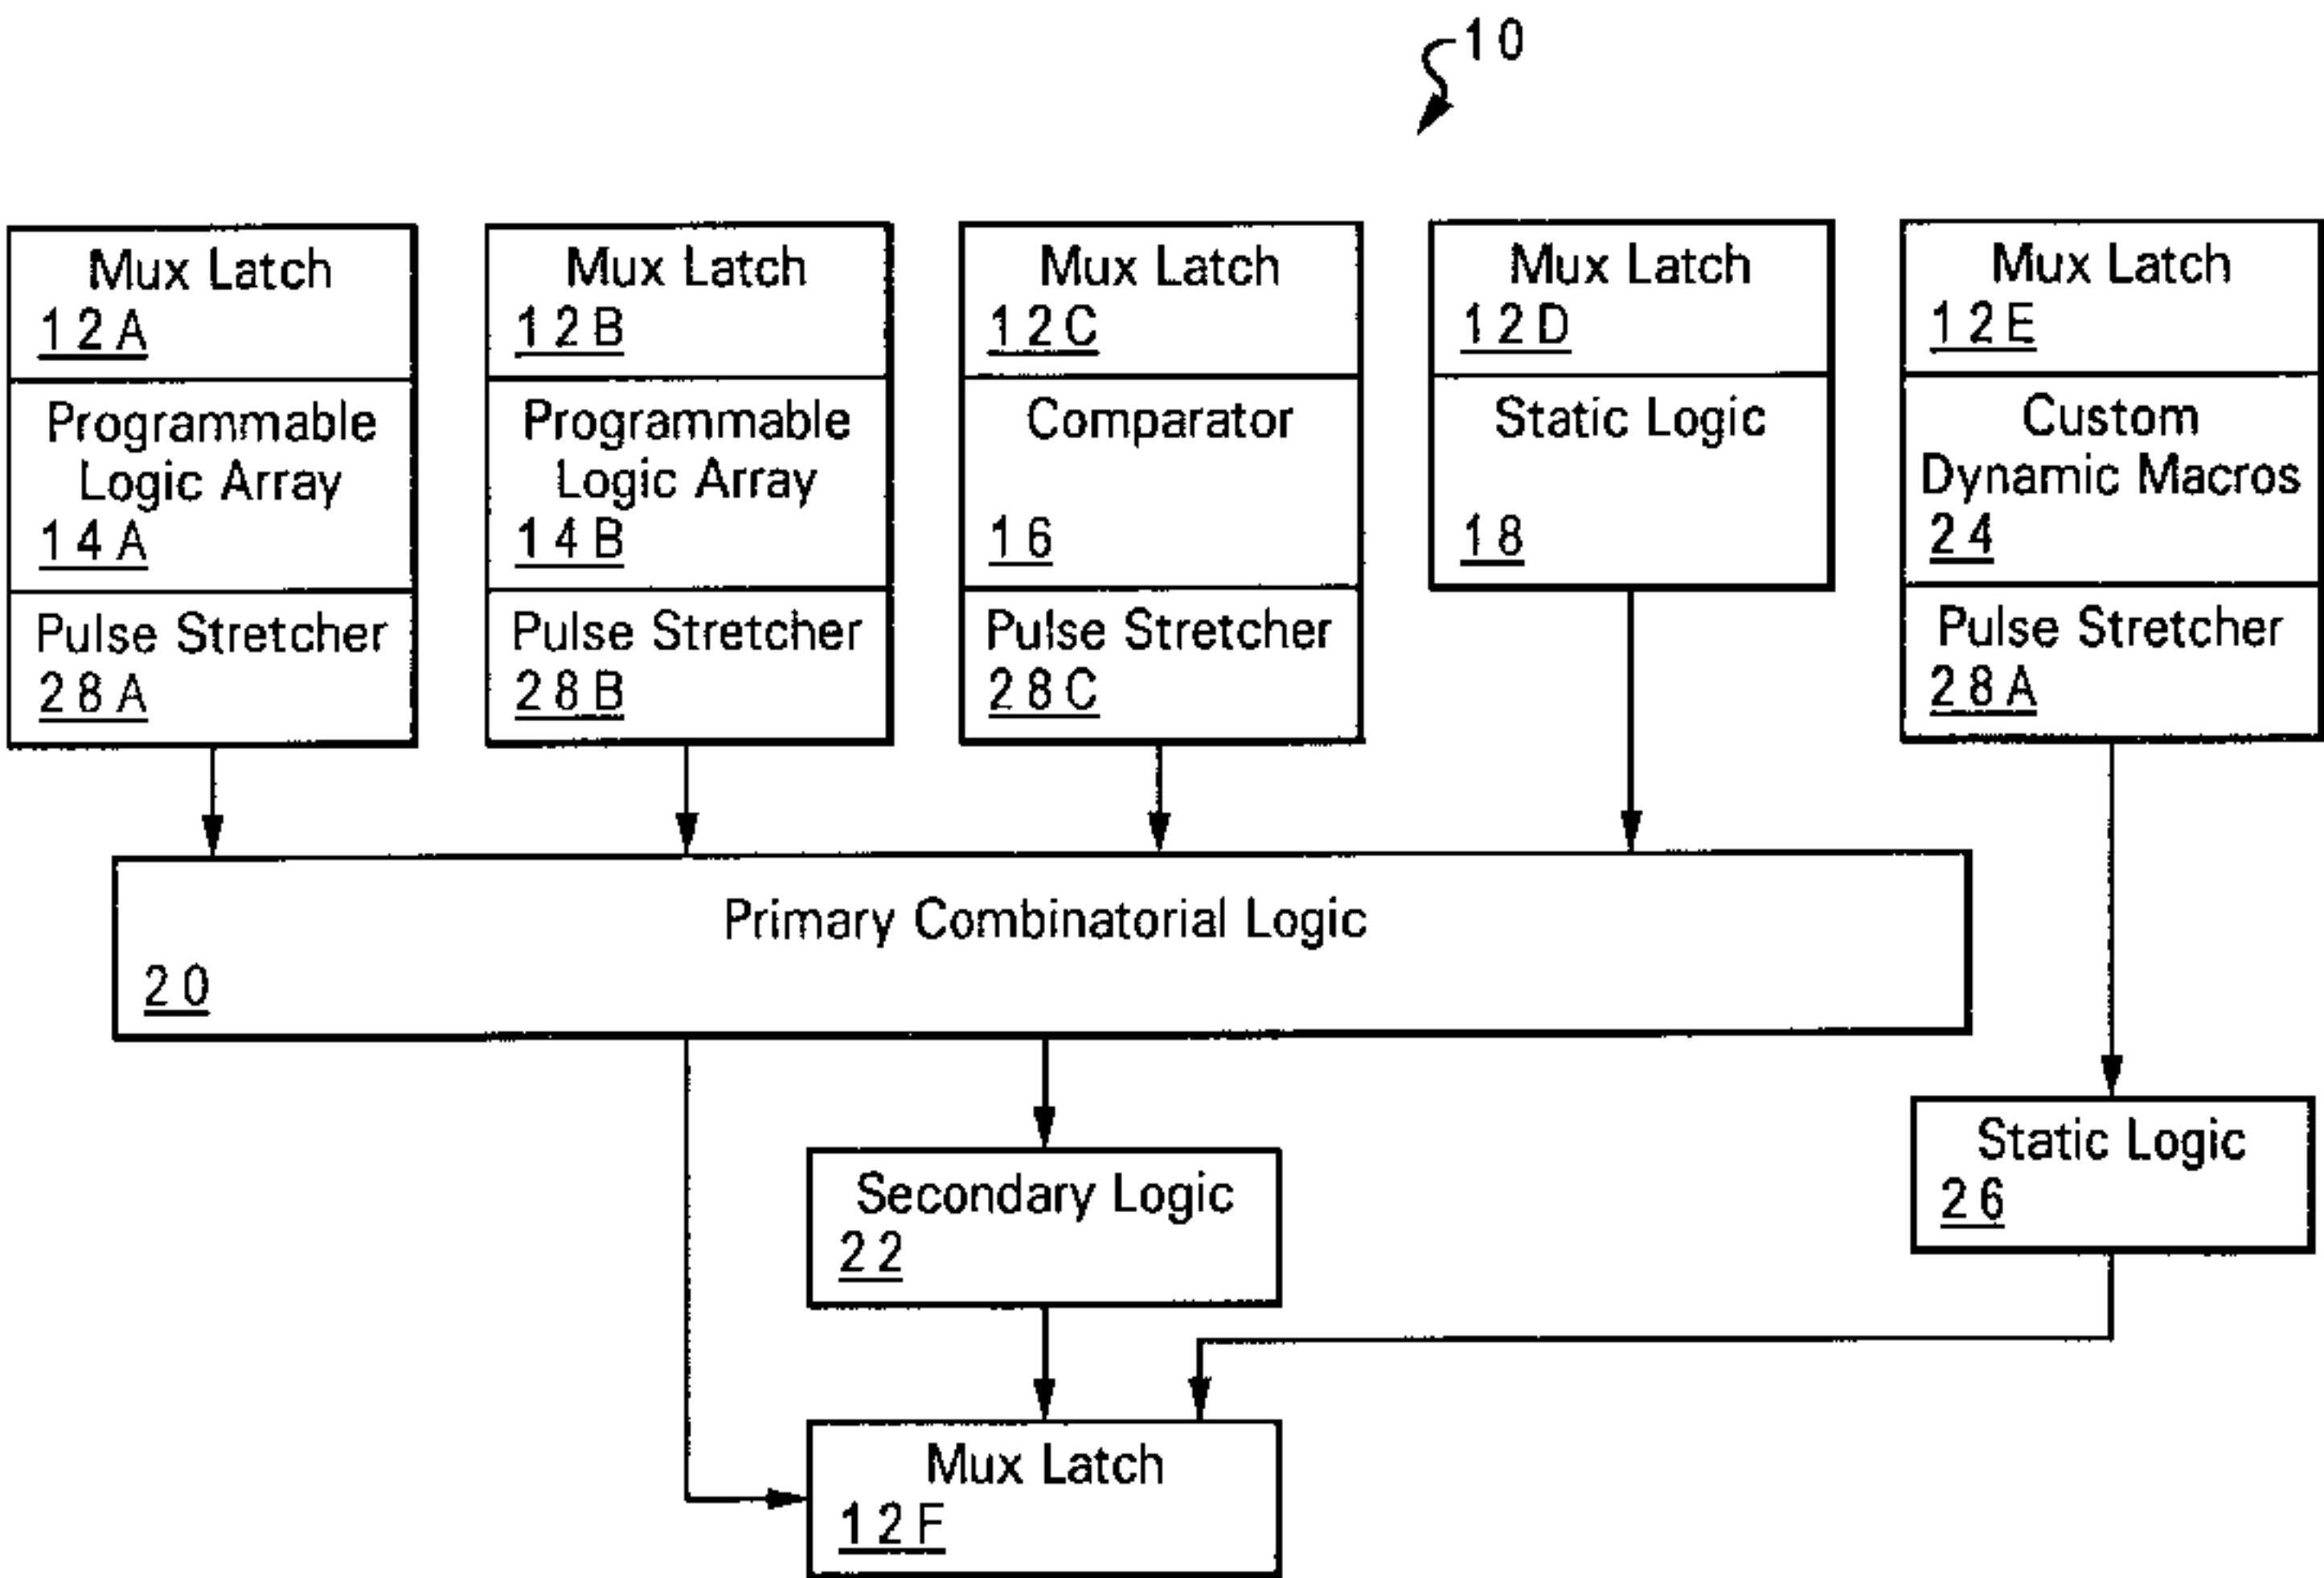 10
Mux Latch
12A
Programmable
Logic Array
14A
Pulse Stretcher
28A
Mux Latch
12B
Programmable
Logic Array
14B
Pulse Stretcher
28B
Mux Latch
12C
Comparator
16
Pulse Stretcher
28C
Mux Latch
12D
Static Logic
18
Mux Latch
12E
Custom
Dynamic Macros
24
Pulse Stretcher
28A
Primary Combinatorial Logic
20
Secondary Logic
22
Static Logic
26
Mux Latch
12F